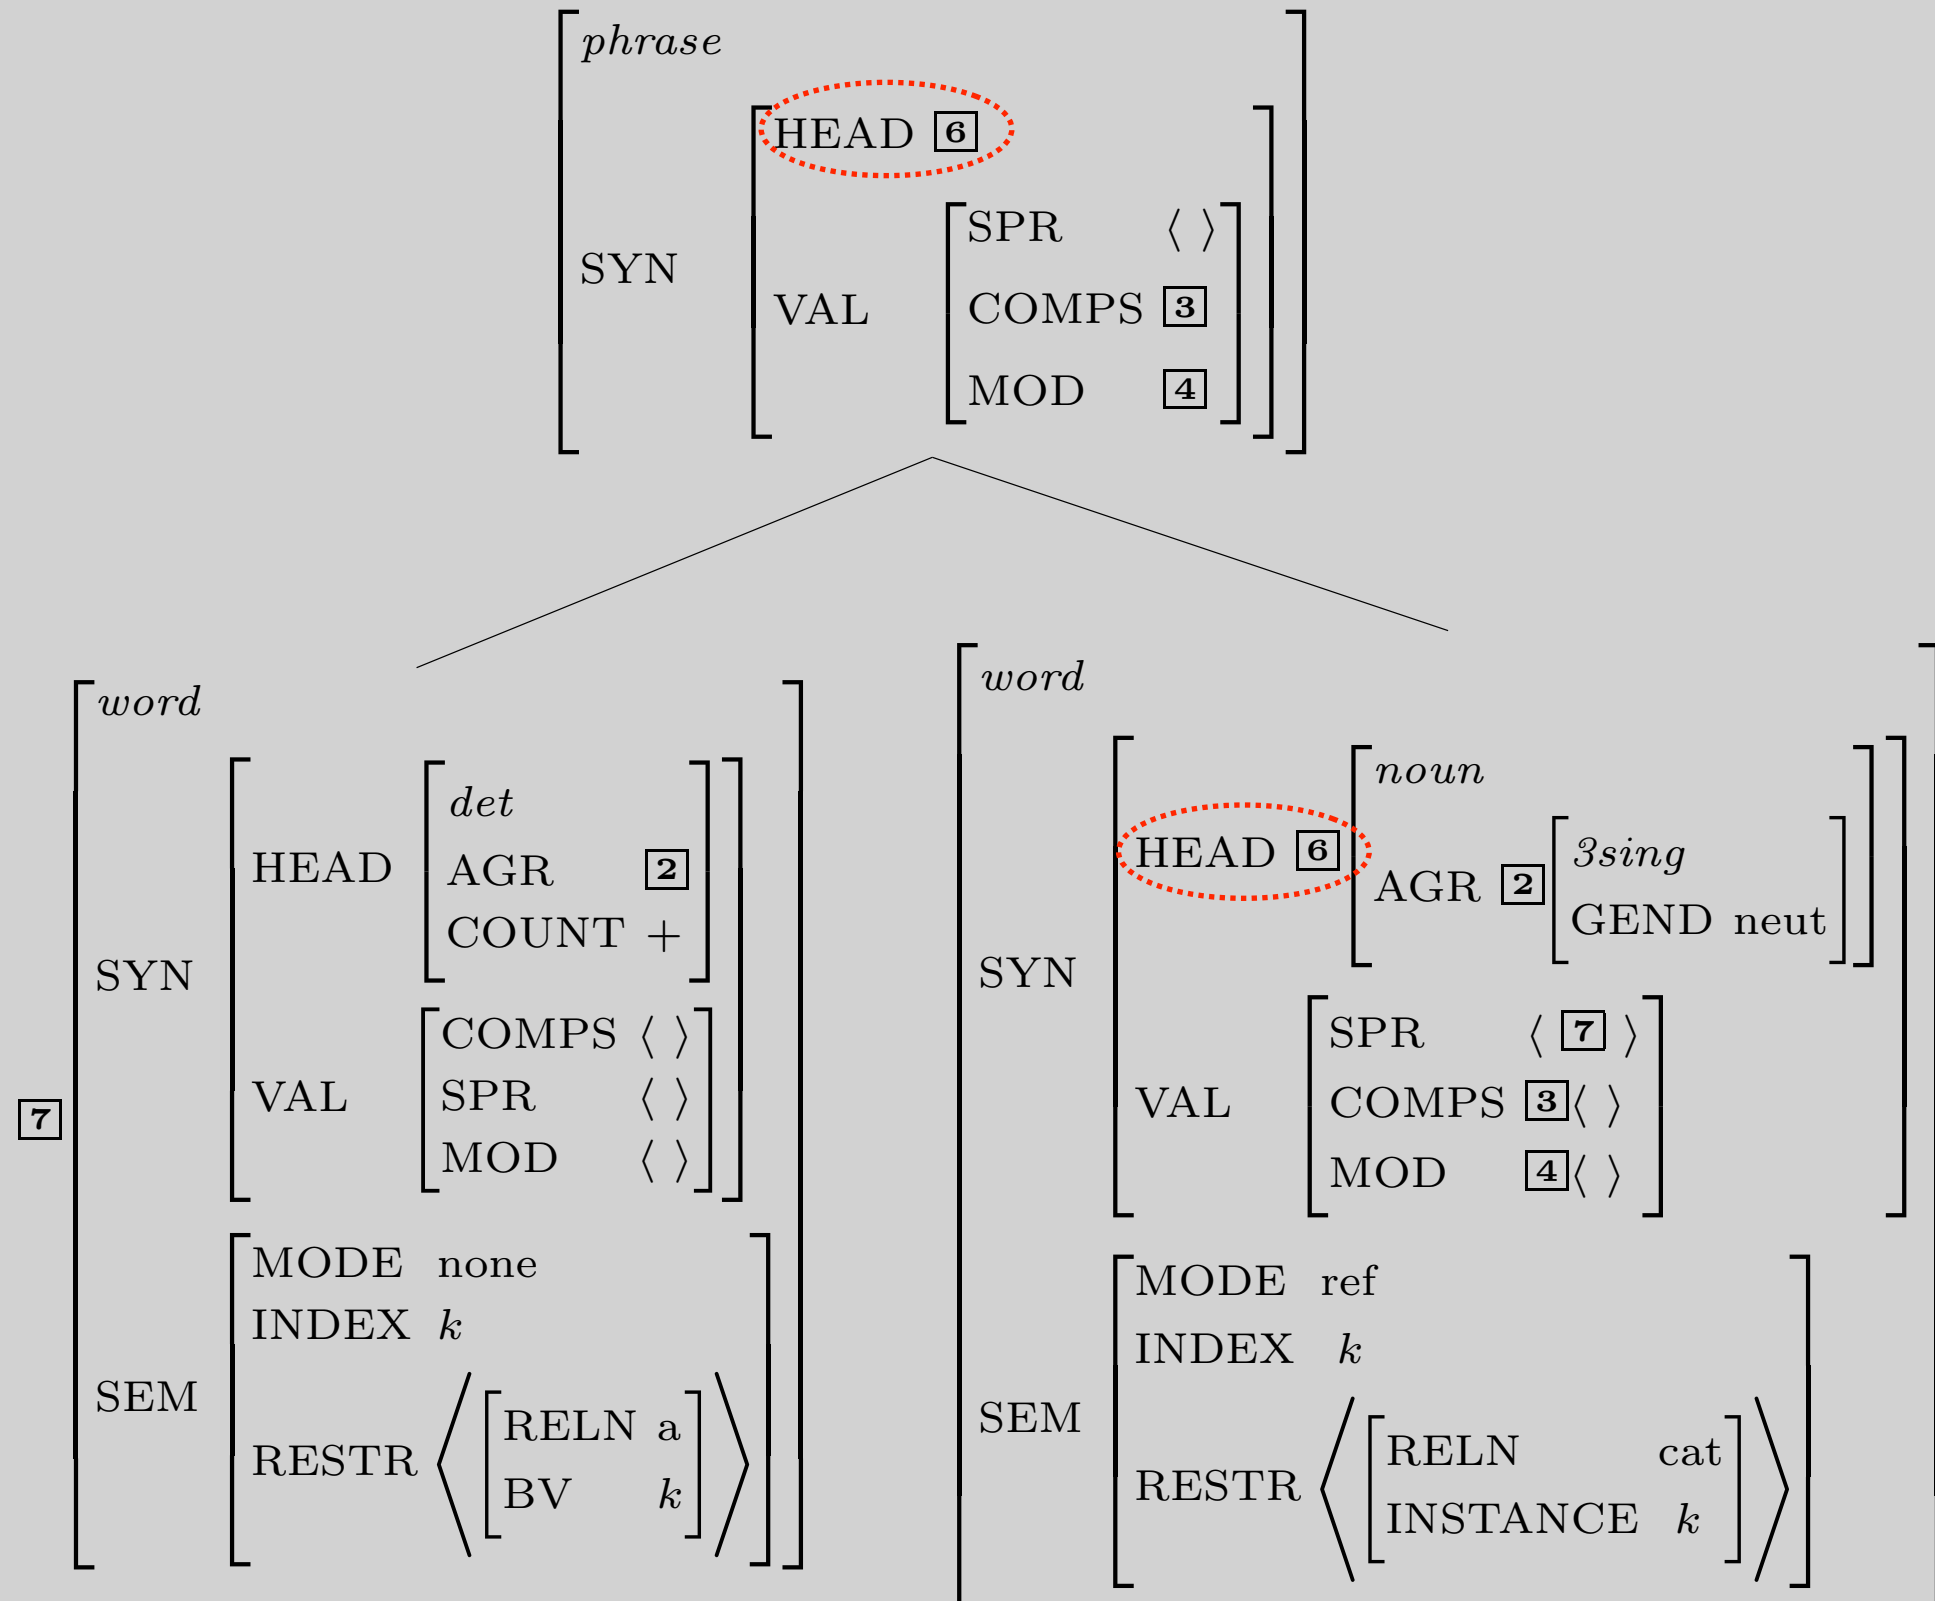 phrase
HEAD 6
SPR ⟨ ⟩
SYN
VAL
COMPS 3
MOD 4
7
word
det
HEAD
AGR 2
COUNT +
SYN
COMPS ⟨ ⟩
VAL
SPR ⟨ ⟩
MOD ⟨ ⟩
MODE none
INDEX k
SEM
RELN a
RESTR
BV k
word
noun
HEAD 6
3sing
AGR 2
GEND neut
SYN
SPR ⟨ 7 ⟩
VAL
COMPS 3 ⟨ ⟩
MOD 4 ⟨ ⟩
MODE ref
INDEX k
SEM
RELN cat
RESTR
INSTANCE k